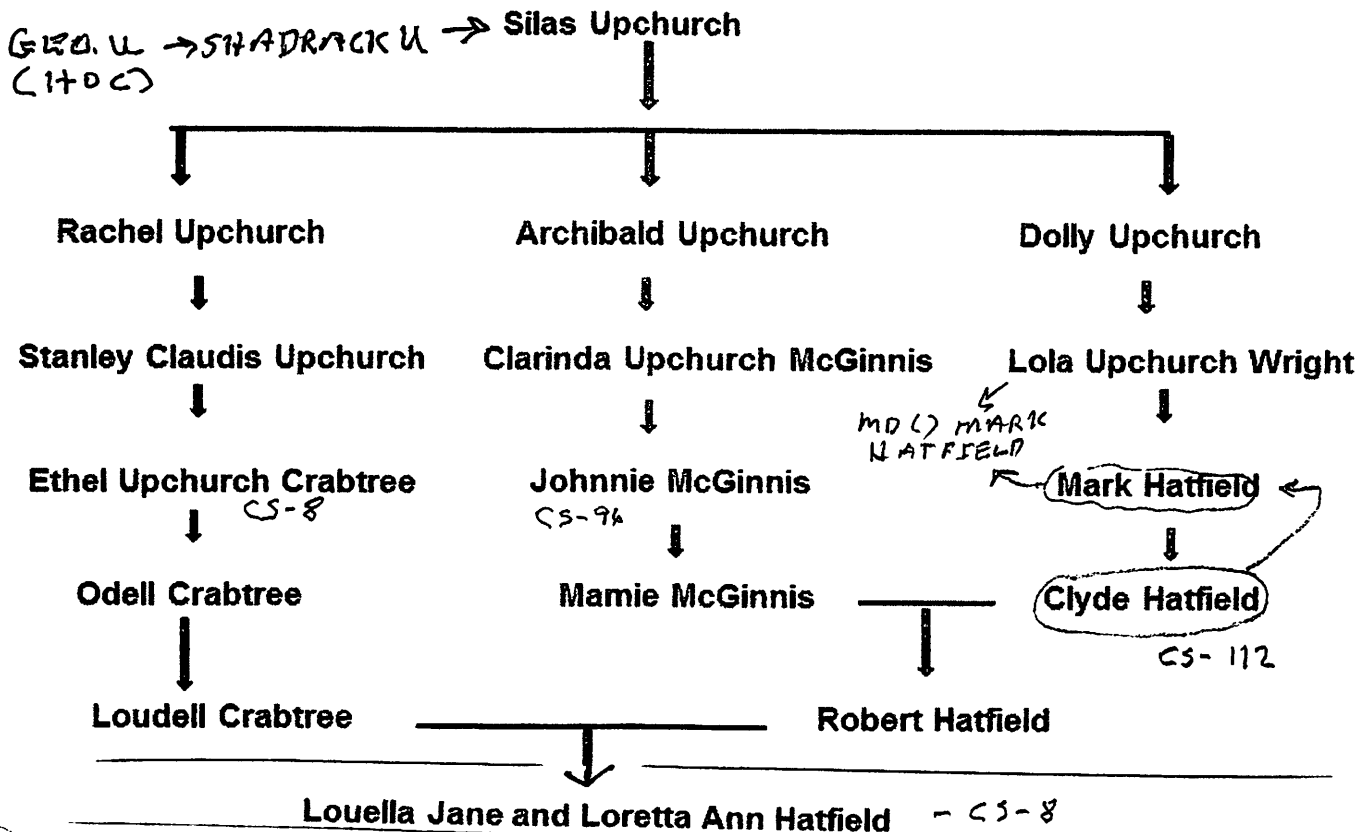 GEO. U → SHADRACK U → Silas Upchurch
(HOC)
Rachel Upchurch Archibald Upchurch Dolly Upchurch
Stanley Claudis Upchurch Clarinda Upchurch McGinnis Lola Upchurch Wright
MD () MARK
HATFIELD
Ethel Upchurch Crabtree Johnnie McGinnis Mark Hatfield
CS-8 CS-96
Odell Crabtree Mamie McGinnis Clyde Hatfield
CS-112
Loudell Crabtree Robert Hatfield
Louella Jane and Loretta Ann Hatfield - CS-8